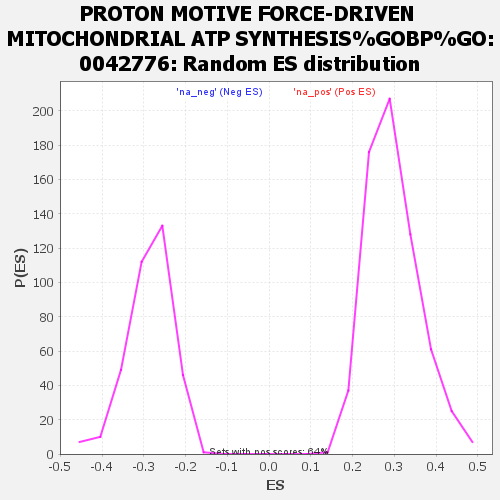 PROTON MOTIVE FORCE-DRIVEN
MITOCHONDRIAL ATP SYNTHESIS%GOBP%GO:
0042776: Random ES distribution
'na_neg' (Neg ES) 'na_pos' (Pos ES)
200
180
160
140
120
100
80
60
40
20
0
P(ES)
Sets with pos scores: 64%
-0.5 -0.4 -0.3 -0.2 -0.1 0.0 0.1 0.2 0.3 0.4 0.5
ES